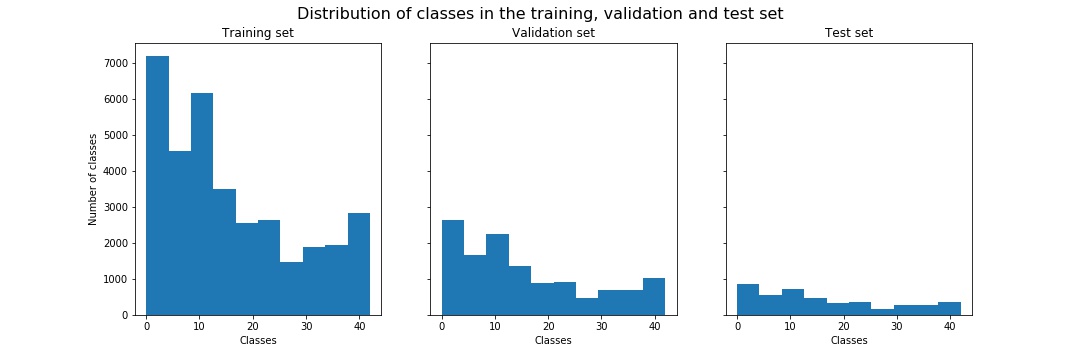 Distribution of classes in the training, validation and test set
Training set
Validation set
Test set
Number of classes
7000
6000
5000
4000
3000
2000
1000
0
0 10 20 30 40
0 10 20 30 40
0 10 20 30 40
Classes
Classes
Classes